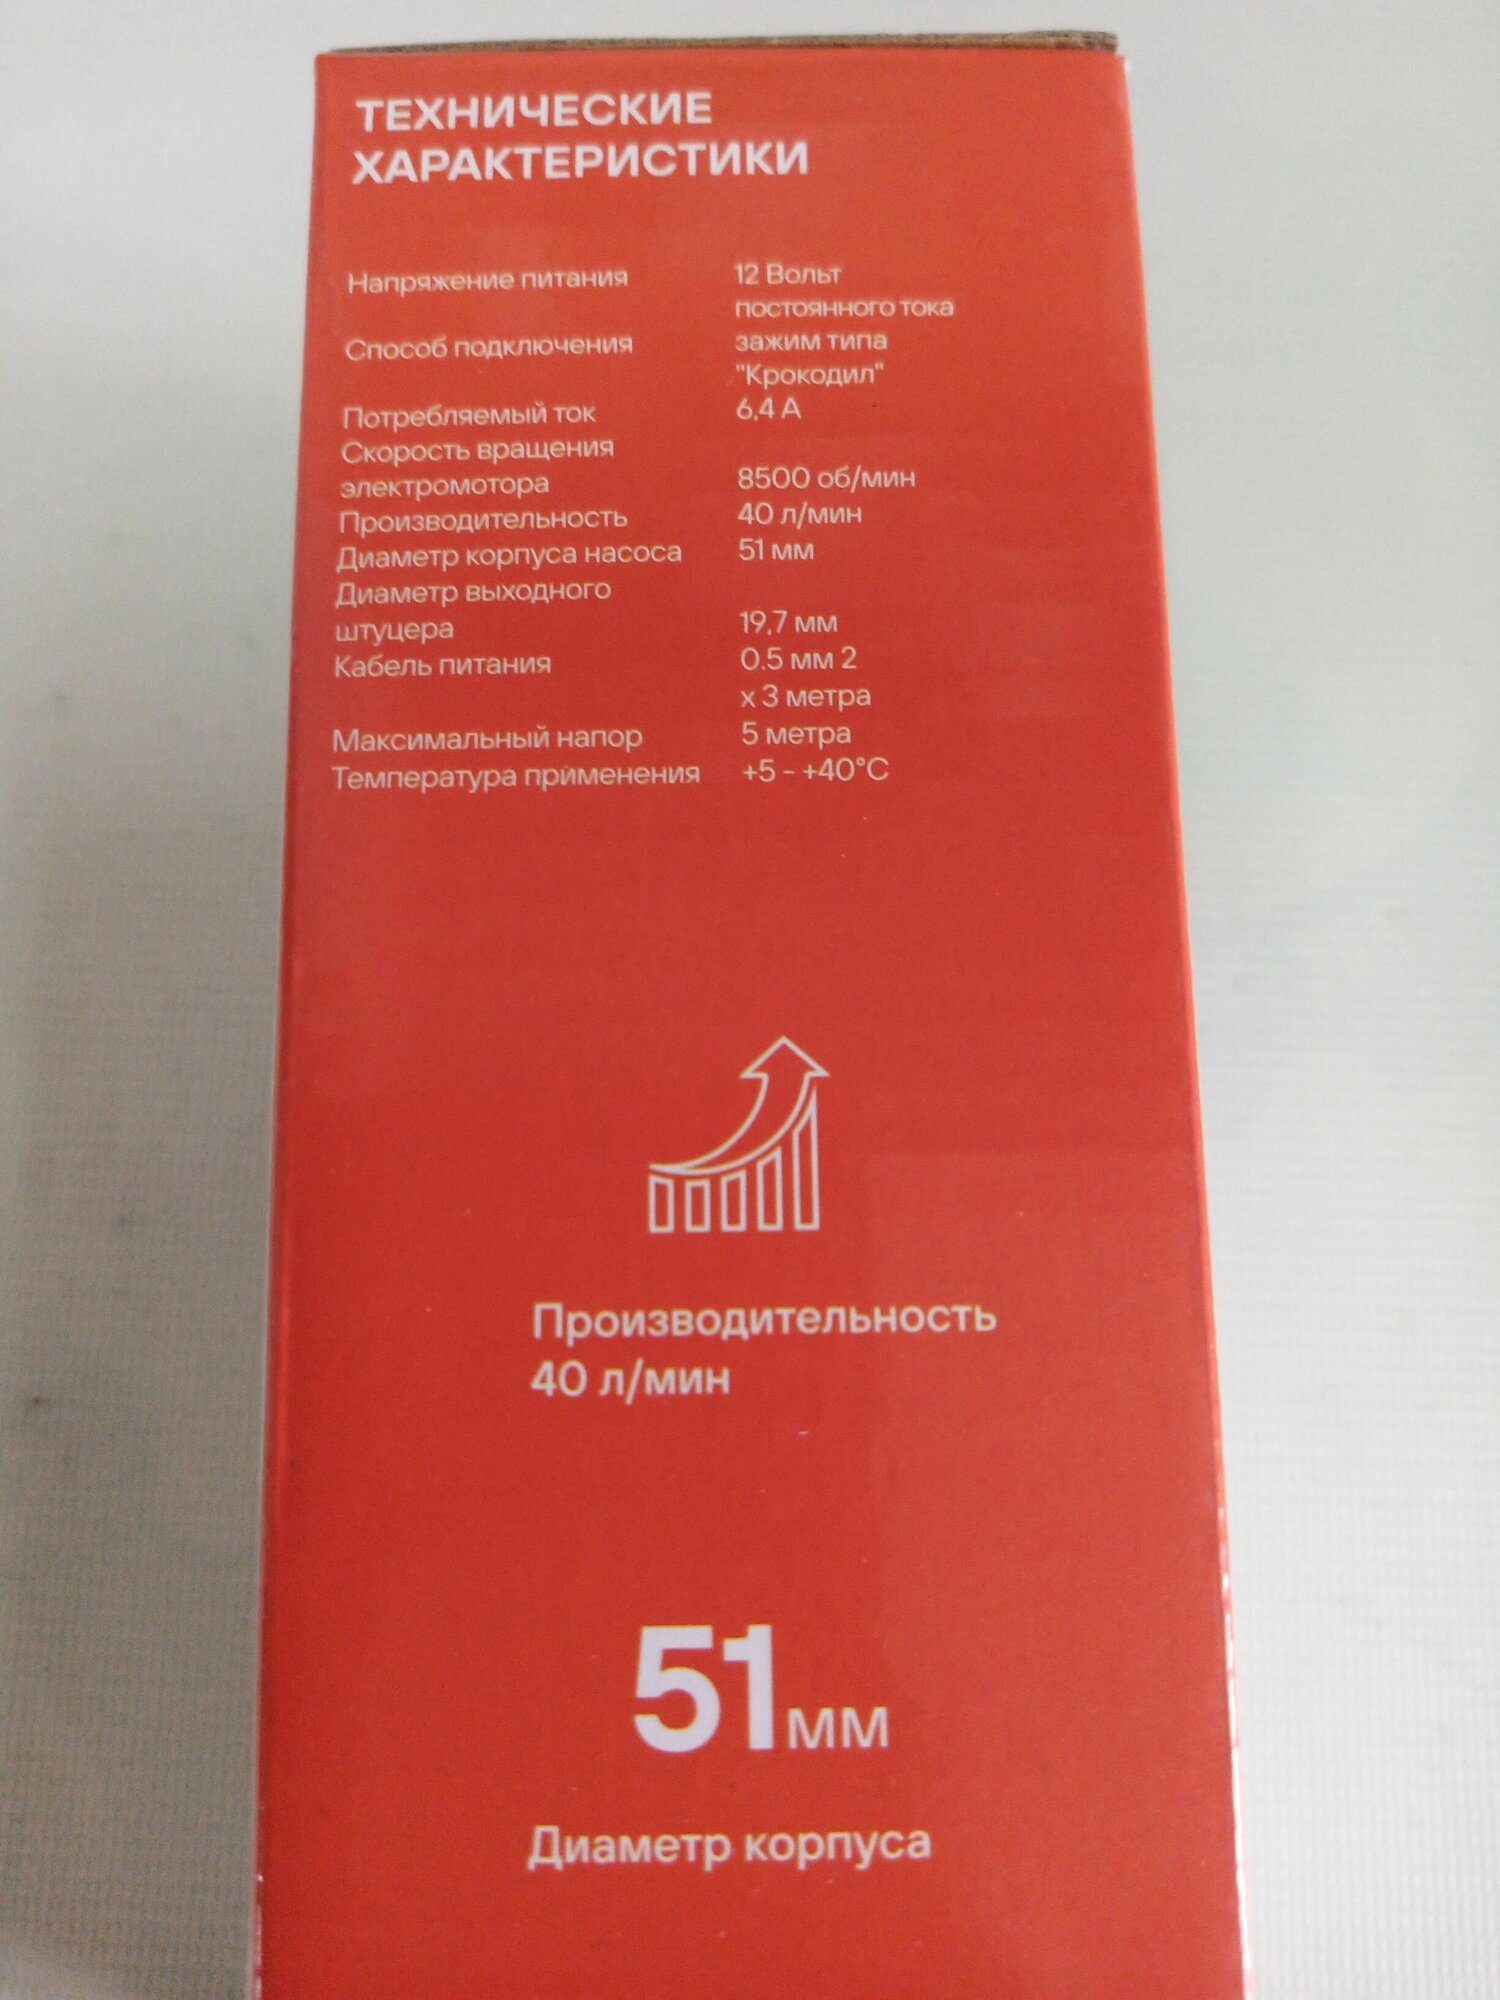 ТЕХНИЧЕСКИЕ
ХАРАКТЕРИСТИКИ
Напряжение питания 12 Вольт
постоянного тока
Способ подключения зажим типа
"Крокодил"
Потребляемый ток 6,4 А
Скорость вращения
электромотора 8500 об/мин
Производительность 40 л/мин
Диаметр корпуса насоса 51 мм
Диаметр выходного
штуцера 19,7 мм
Кабель питания 0.5 мм 2
х 3 метра
Максимальный напор 5 метра
Температура применения +5 - +40°С
Производительность
40 л/мин
51 мм
Диаметр корпуса